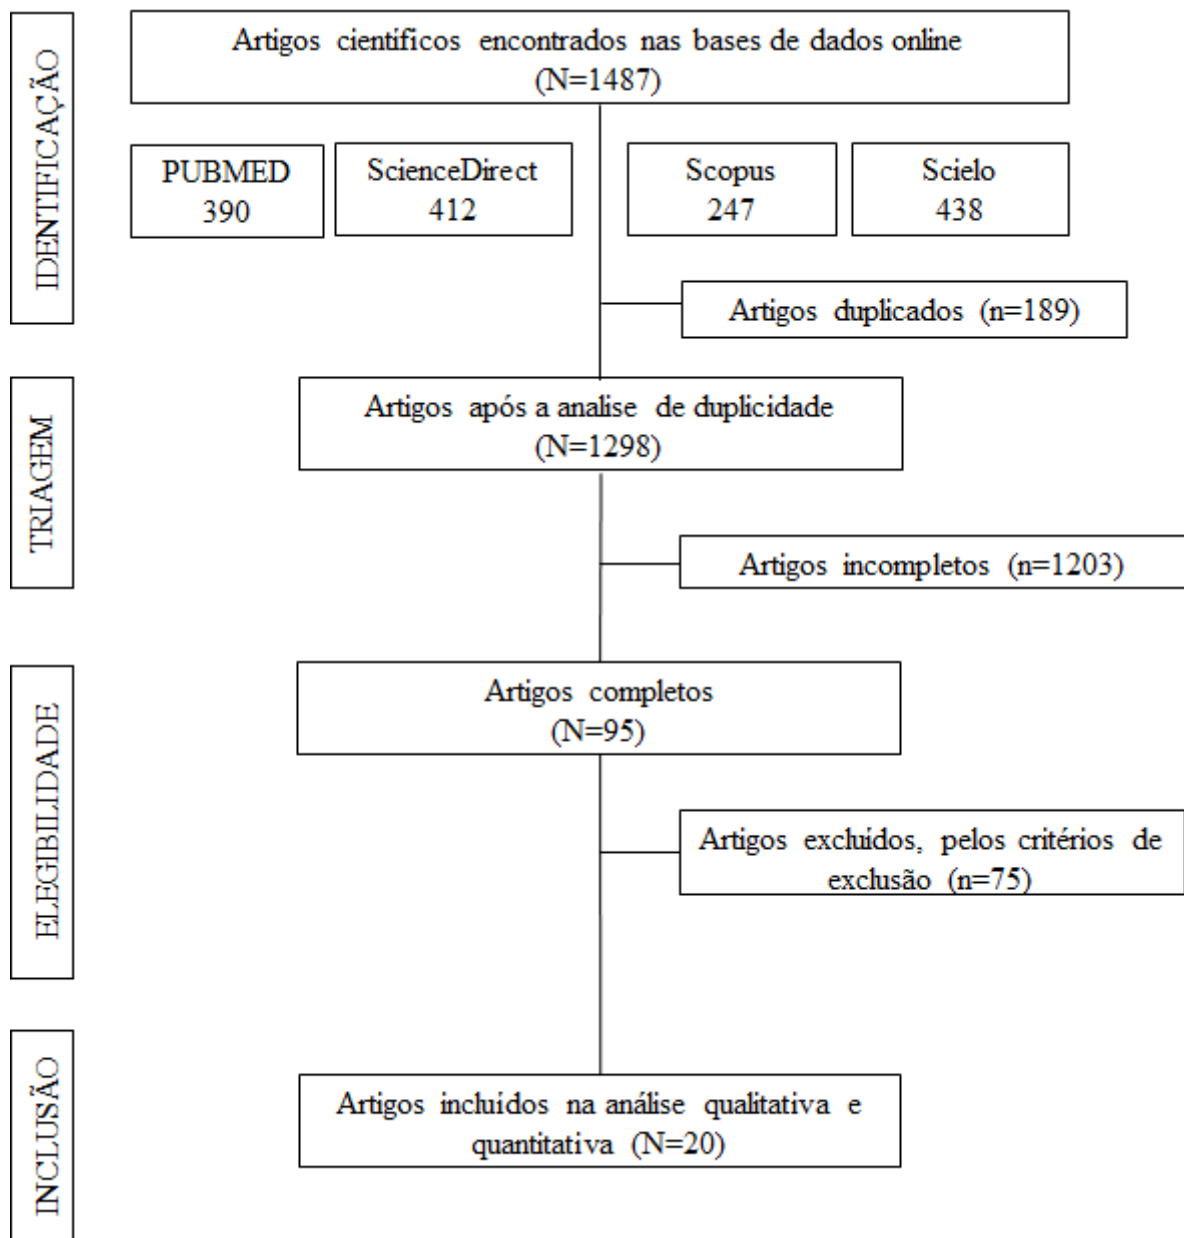 IDENTIFICAÇÃO
Artigos científicos encontrados nas bases de dados online
(N=1487)
PUBMED
390
ScienceDirect
412
Scopus
247
Scielo
438
Artigos duplicados (n=189)
TRIAGEM
Artigos após a analise de duplicidade
(N=1298)
Artigos incompletos (n=1203)
ELEGIBILIDADE
Artigos completos
(N=95)
Artigos excluídos, pelos critérios de
exclusão (n=75)
INCLUSÃO
Artigos incluídos na análise qualitativa e
quantitativa (N=20)